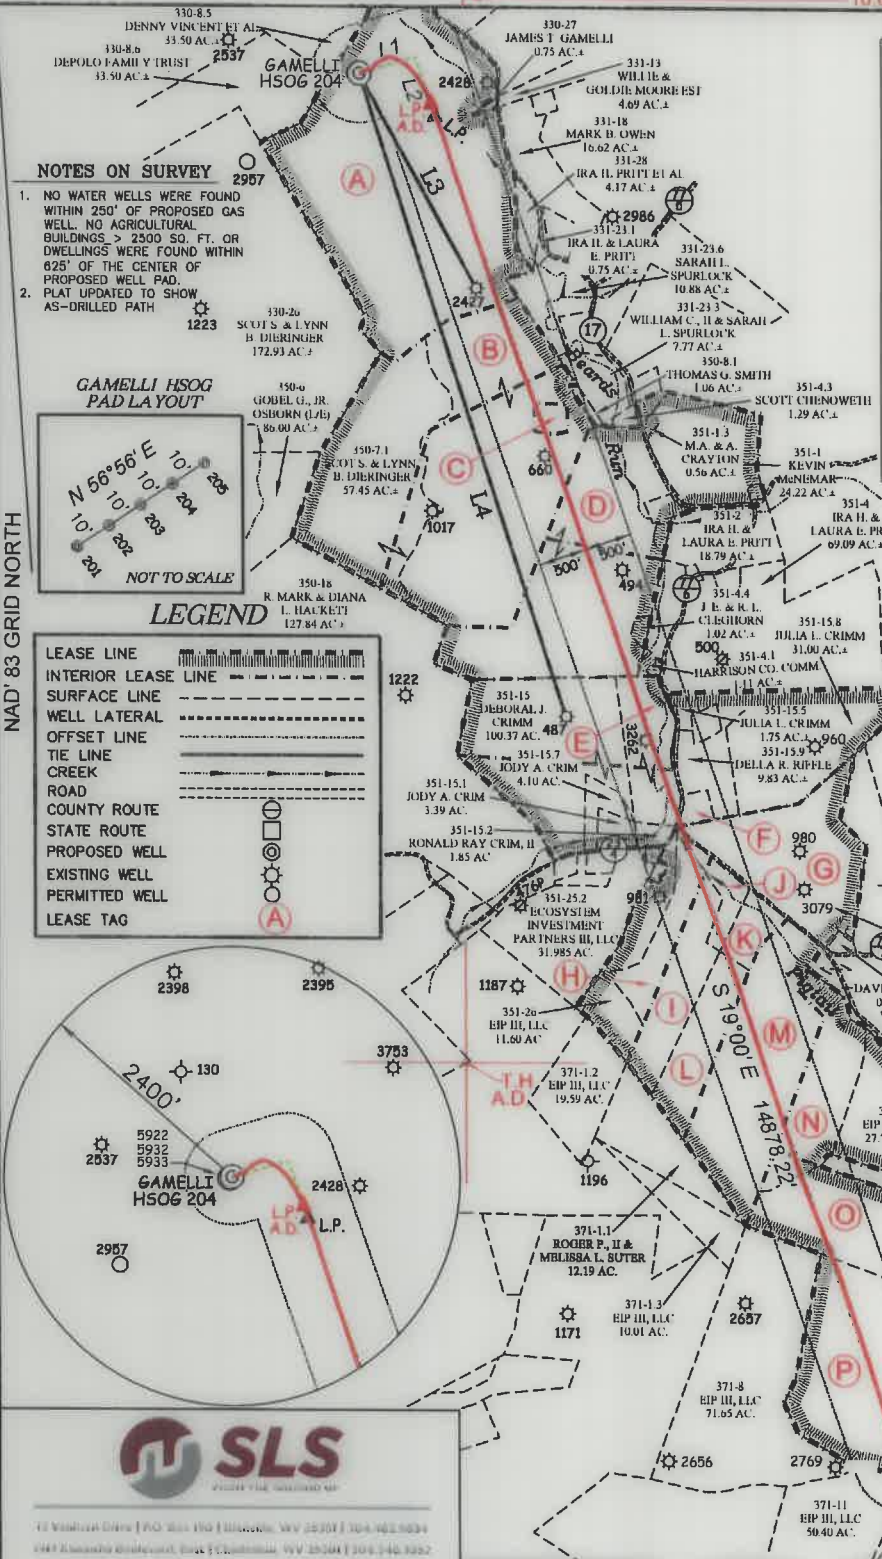 330-8.5
DENNY VINCENT ET AL
33.50 AC.±
2537
330-8.6
DEPOLO FAMILY TRUST
33.50 AC.±
GAMELLI
HSOG 204
L1
L2
2428
L.P.
A.D.
L.P.
330-27
JAMES T. GAMELLI
0.75 AC.±
331-13
WILLIE &
GOLDIE MOORE EST
4.69 AC.±
331-18
MARK B. OWEN
16.62 AC.±
331-28
IRA H. PRITT ET AL
4.17 AC.±
2986
331-23.1
IRA H. & LAURA
E. PRITT
0.75 AC.±
331-23.6
SARAH L.
SPURLOCK
10.88 AC.±
331-23.3
WILLIAM C., II & SARAH
L. SPURLOCK
7.77 AC.±
17
350-8.1
THOMAS G. SMITH
1.06 AC.±
351-4.3
SCOTT CHENOWETH
1.29 AC.±
351-1.3
M.A. & A.
CRAYTON
0.56 AC.±
351-1
KEVIN
McNEMAR
24.22 AC.±
351-2
IRA H. &
LAURA E. PRITT
18.79 AC.±
351-4
IRA H. &
LAURA E. PR
69.09 AC.±
351-4.4
J. E. & R. L.
CLEGHORN
1.02 AC.±
500
351-4.1
HARRISON CO. COMM
1.11 AC.±
351-15.8
JULIA L. CRIMM
31.00 AC.±
351-15.5
JULIA L. CRIMM
1.75 AC.±
960
351-15.9
DELLA R. RIFFLE
9.83 AC.±
NOTES ON SURVEY
1. NO WATER WELLS WERE FOUND
WITHIN 250' OF PROPOSED GAS
WELL. NO AGRICULTURAL
BUILDINGS > 2500 SQ. FT. OR
DWELLINGS WERE FOUND WITHIN
625' OF THE CENTER OF
PROPOSED WELL PAD.
2. PLAT UPDATED TO SHOW
AS-DRILLED PATH
2957
1223
A
L3
2427
B
Beards
Run
330-26
SCOT S. & LYNN
B. DIERINGER
172.93 AC.±
350-6
GOBEL G., JR.
OSBORN (L/E)
86.00 AC.±
350-7.1
SCOT S. & LYNN
B. DIERINGER
57.45 AC.±
C
660
D
L4
1017
500'
500'
494
GAMELLI HSOG
PAD LAYOUT
N 56°56' E
10'
10'
10'
10'
201
202
203
204
205
NOT TO SCALE
NAD' 83 GRID NORTH
350-18
R. MARK & DIANA
L. HACKETT
127.84 AC.±
LEGEND
LEASE LINE
INTERIOR LEASE LINE
SURFACE LINE
WELL LATERAL
OFFSET LINE
TIE LINE
CREEK
ROAD
COUNTY ROUTE
STATE ROUTE
PROPOSED WELL
EXISTING WELL
PERMITTED WELL
LEASE TAG
A
1222
351-15
DEBORAH J.
CRIMM
100.37 AC.±
487
E
3262
351-15.7
JODY A. CRIM
4.10 AC.±
351-15.1
JODY A. CRIM
3.39 AC.±
351-15.2
RONALD RAY CRIM, II
1.85 AC
F
980
G
J
3079
476P
981
351-25.2
ECOSYSTEM
INVESTMENT
PARTNERS III, LLC
31.985 AC.±
K
H
1187
I
351-26
EIP III, LLC
11.60 AC
S 19°00' E
14878.22'
M
DAVI
371-1.2
EIP III, LLC
19.59 AC.±
L
T.H.
A.D.
N
1196
EIP
27.
O
371-1.1
ROGER P., II &
MELISSA L. SUTER
12.19 AC.
371-1.3
EIP III, LLC
10.01 AC.
2657
1171
P
371-8
EIP III, LLC
71.65 AC.
2656
2769
371-11
EIP III, LLC
50.40 AC.
2398
2395
3753
2400'
130
2537
5922
5932
5933
GAMELLI
HSOG 204
2428
L.P.
A.D.
L.P.
2957
SLS